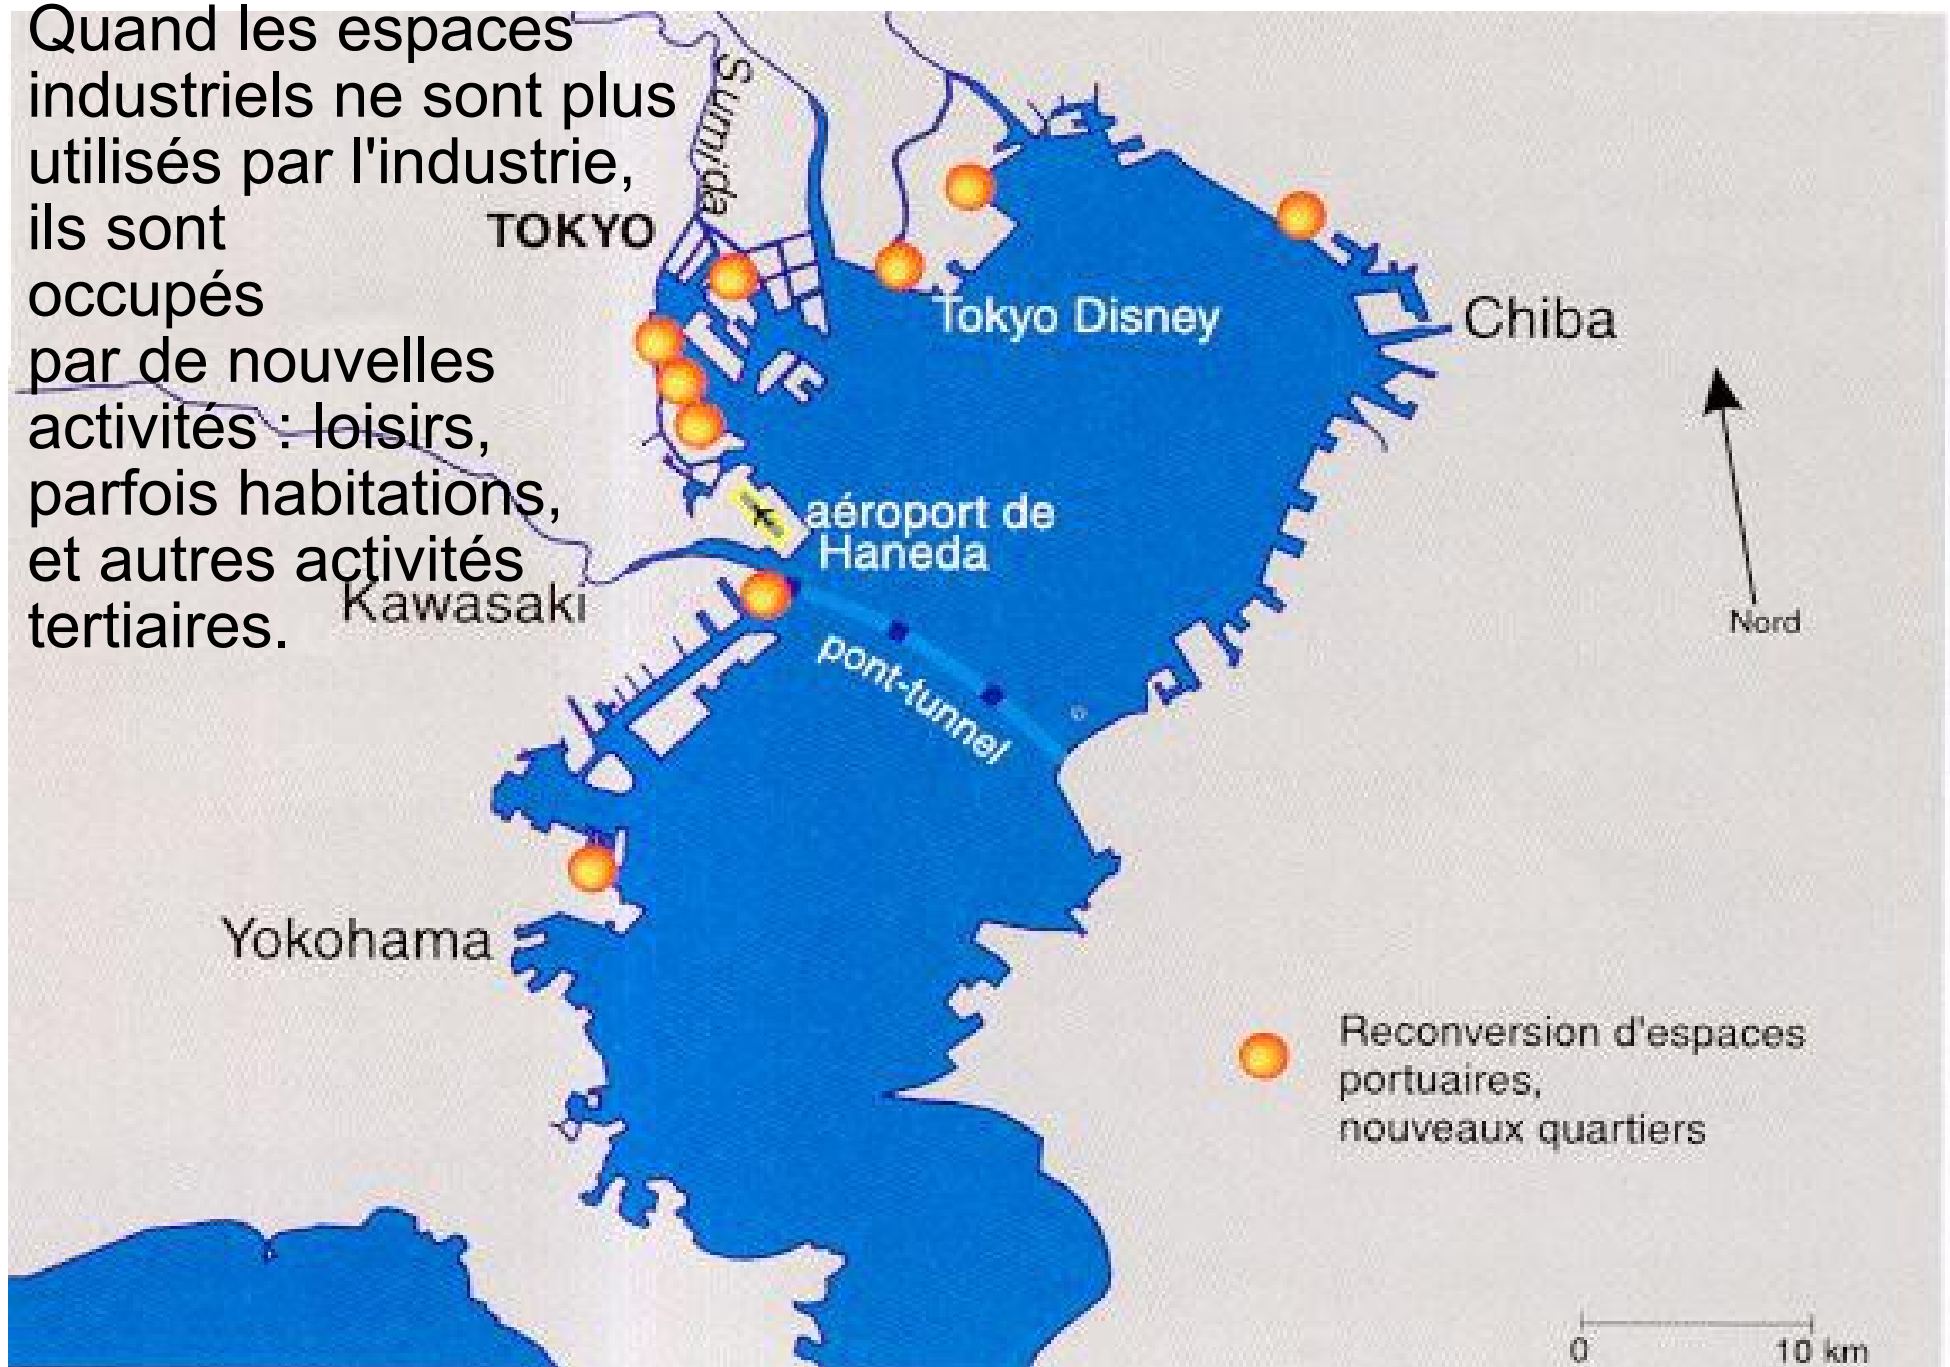 Quand les espaces
industriels ne sont plus
utilisés par l'industrie,
ils sont
occupés
par de nouvelles
activités : loisirs,
parfois habitations,
et autres activités
tertiaires.
Sumida
TOKYO
Tokyo Disney
Chiba
aéroport de
Haneda
Kawasaki
pont-tunnel
Nord
Yokohama
Reconversion d'espaces
portuaires,
nouveaux quartiers
0 10 km